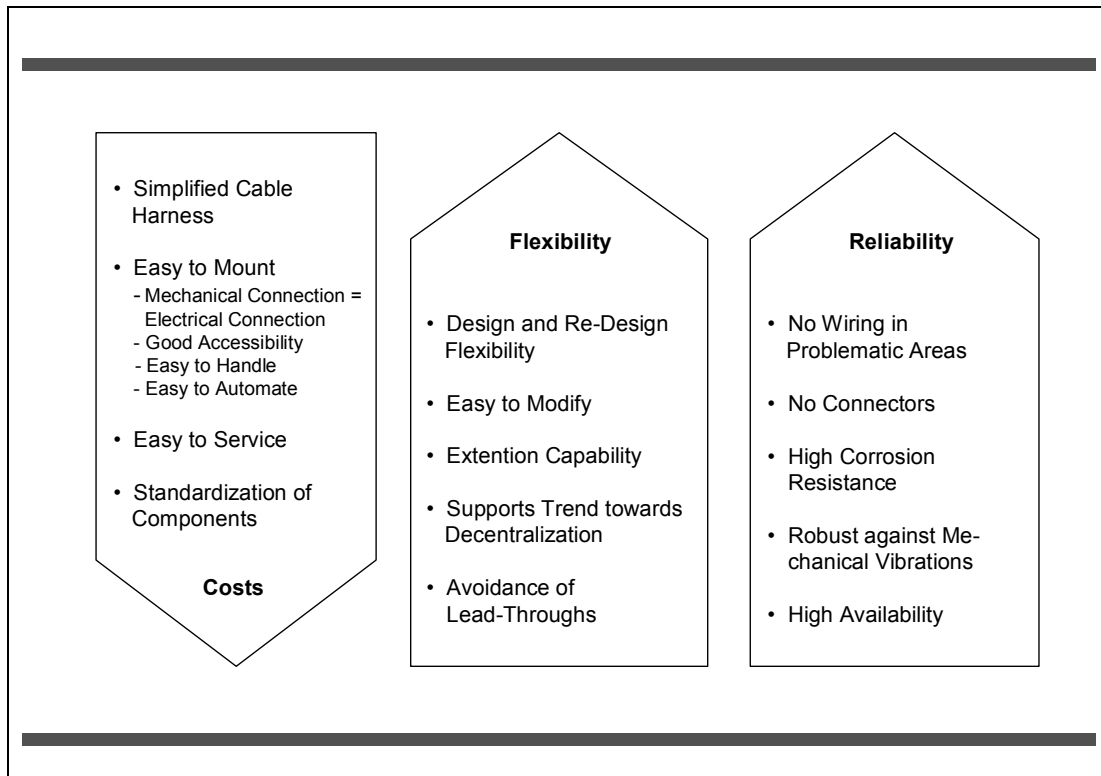 • Simplified Cable
Harness
• Easy to Mount
- Mechanical Connection =
Electrical Connection
- Good Accessibility
- Easy to Handle
- Easy to Automate
• Easy to Service
• Standardization of
Components
Costs
Flexibility
• Design and Re-Design
Flexibility
• Easy to Modify
• Extention Capability
• Supports Trend towards
Decentralization
• Avoidance of
Lead-Throughs
Reliability
• No Wiring in
Problematic Areas
• No Connectors
• High Corrosion
Resistance
• Robust against Me-
chanical Vibrations
• High Availability